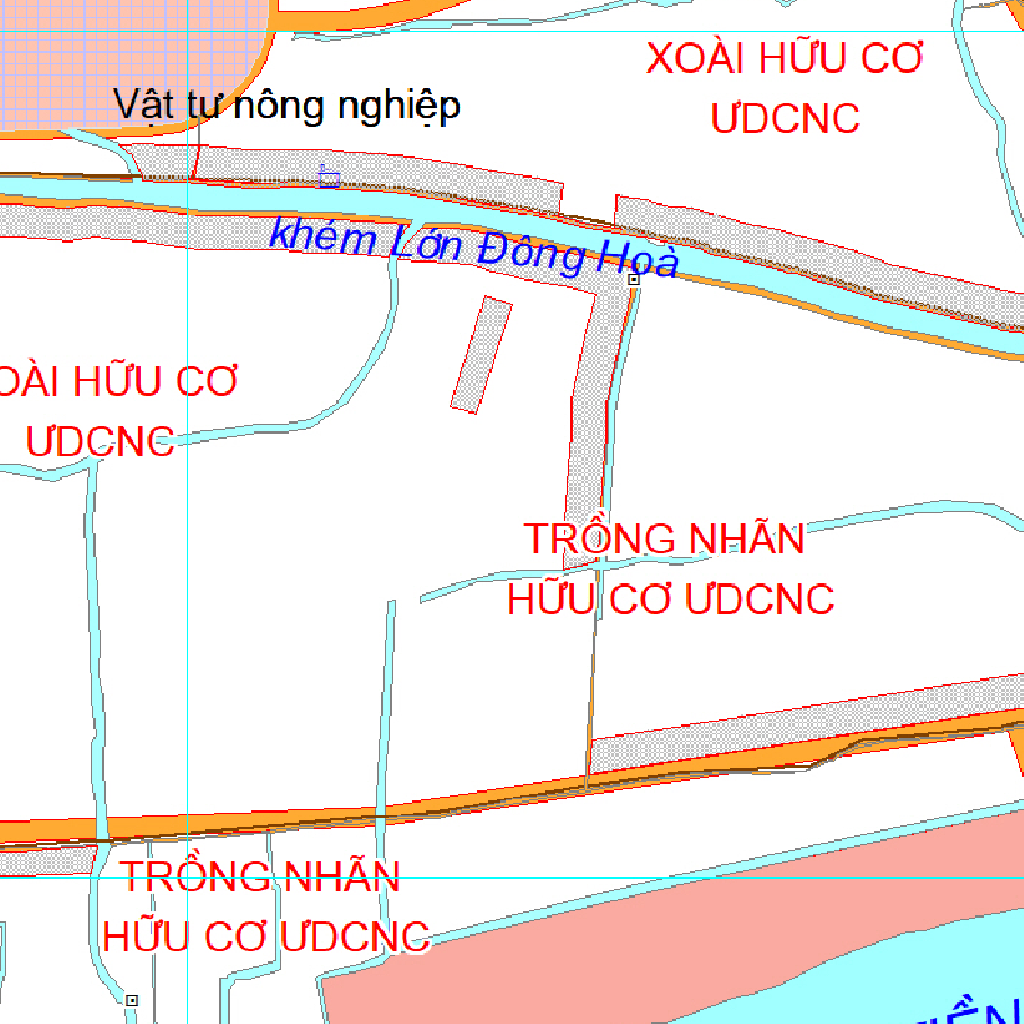 XOÀI HỮU CƠ
ƯDCNC
Vật tư nông nghiệp
khém Lớn Đông Hoà
HỮU CƠ
ƯDCNC
TRỒNG NHÃN
HỮU CƠ ƯDCNC
TRỒNG NHÃN
HỮU CƠ ƯDCNC